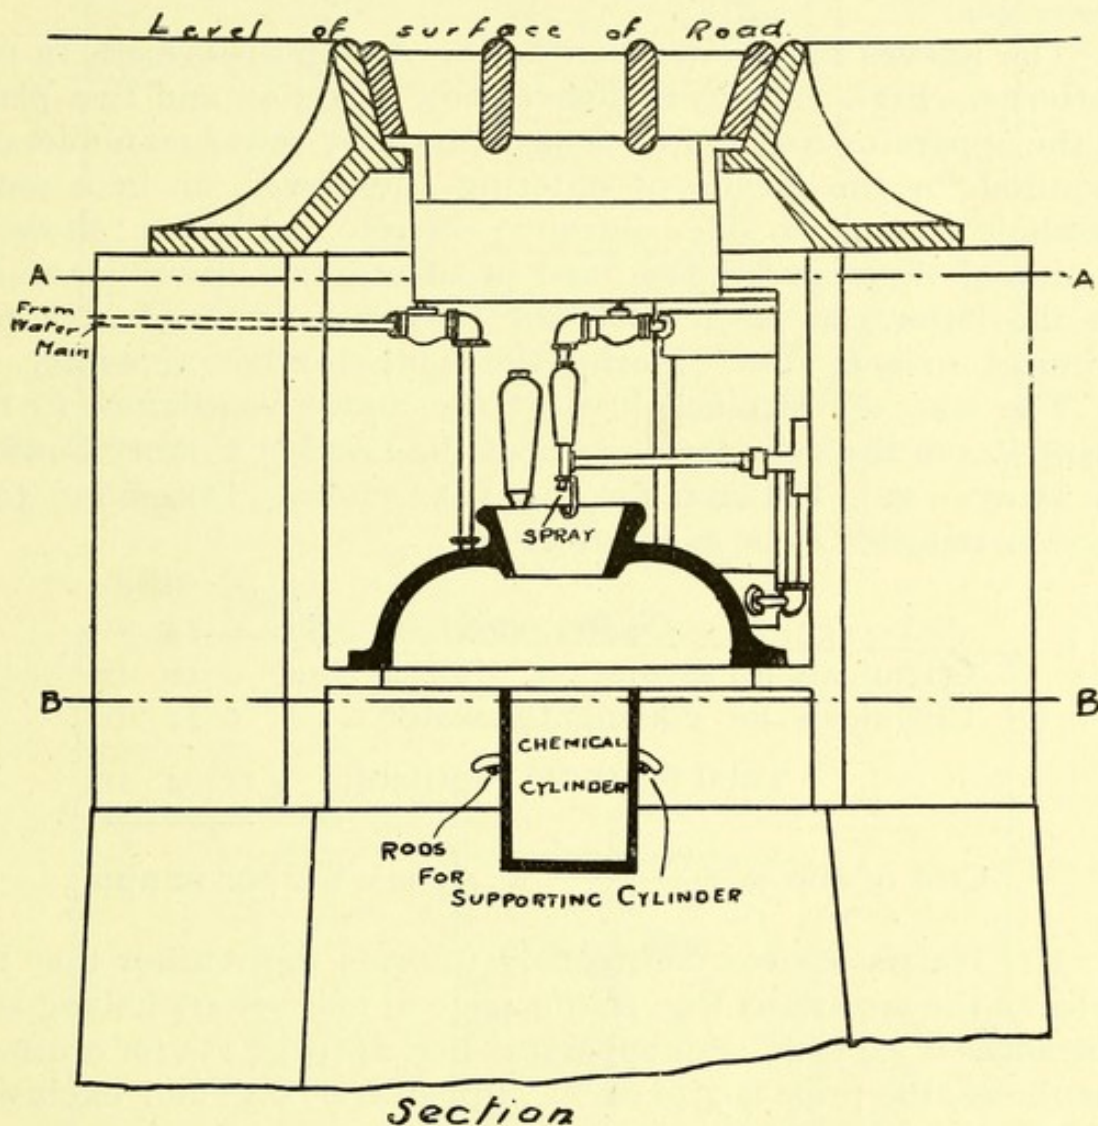 Level of surface of Road.
A A
From
Water
Main
SPRAY
B B
CHEMICAL
CYLINDER
RODS
FOR
SUPPORTING CYLINDER
Section